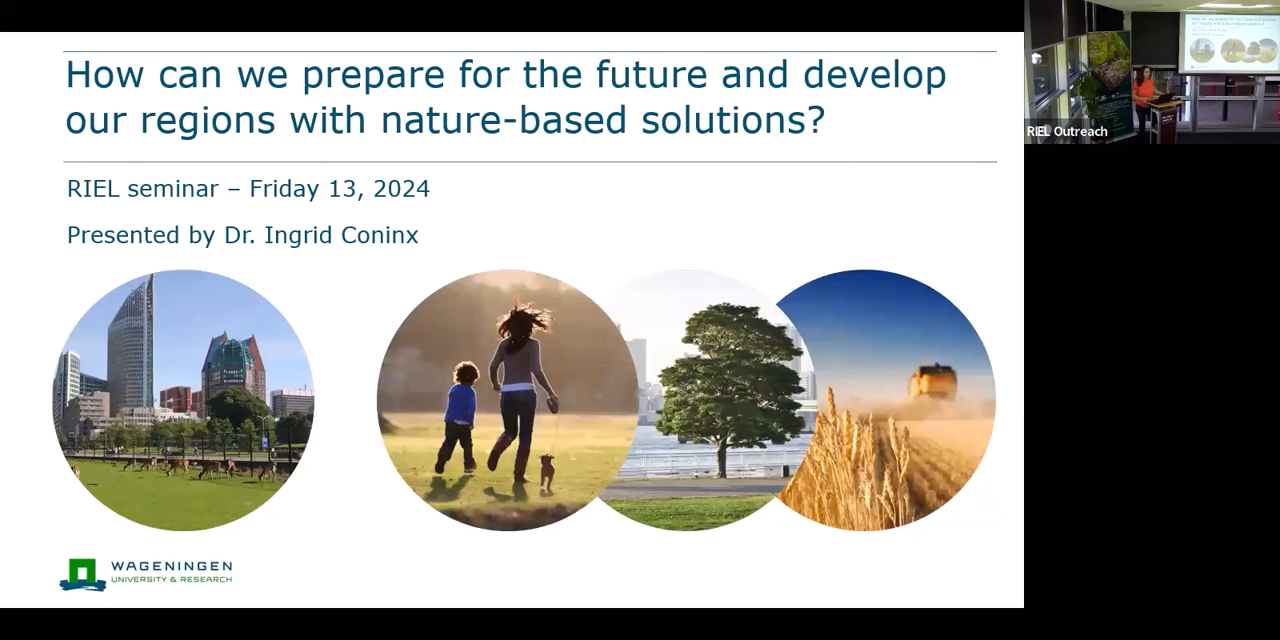 How can we prepare for the future and develop
our regions with nature-based solutions?
RIEL seminar – Friday 13, 2024
Presented by Dr. Ingrid Coninx
WAGENINGEN
UNIVERSITY & RESEARCH
RIEL Outreach